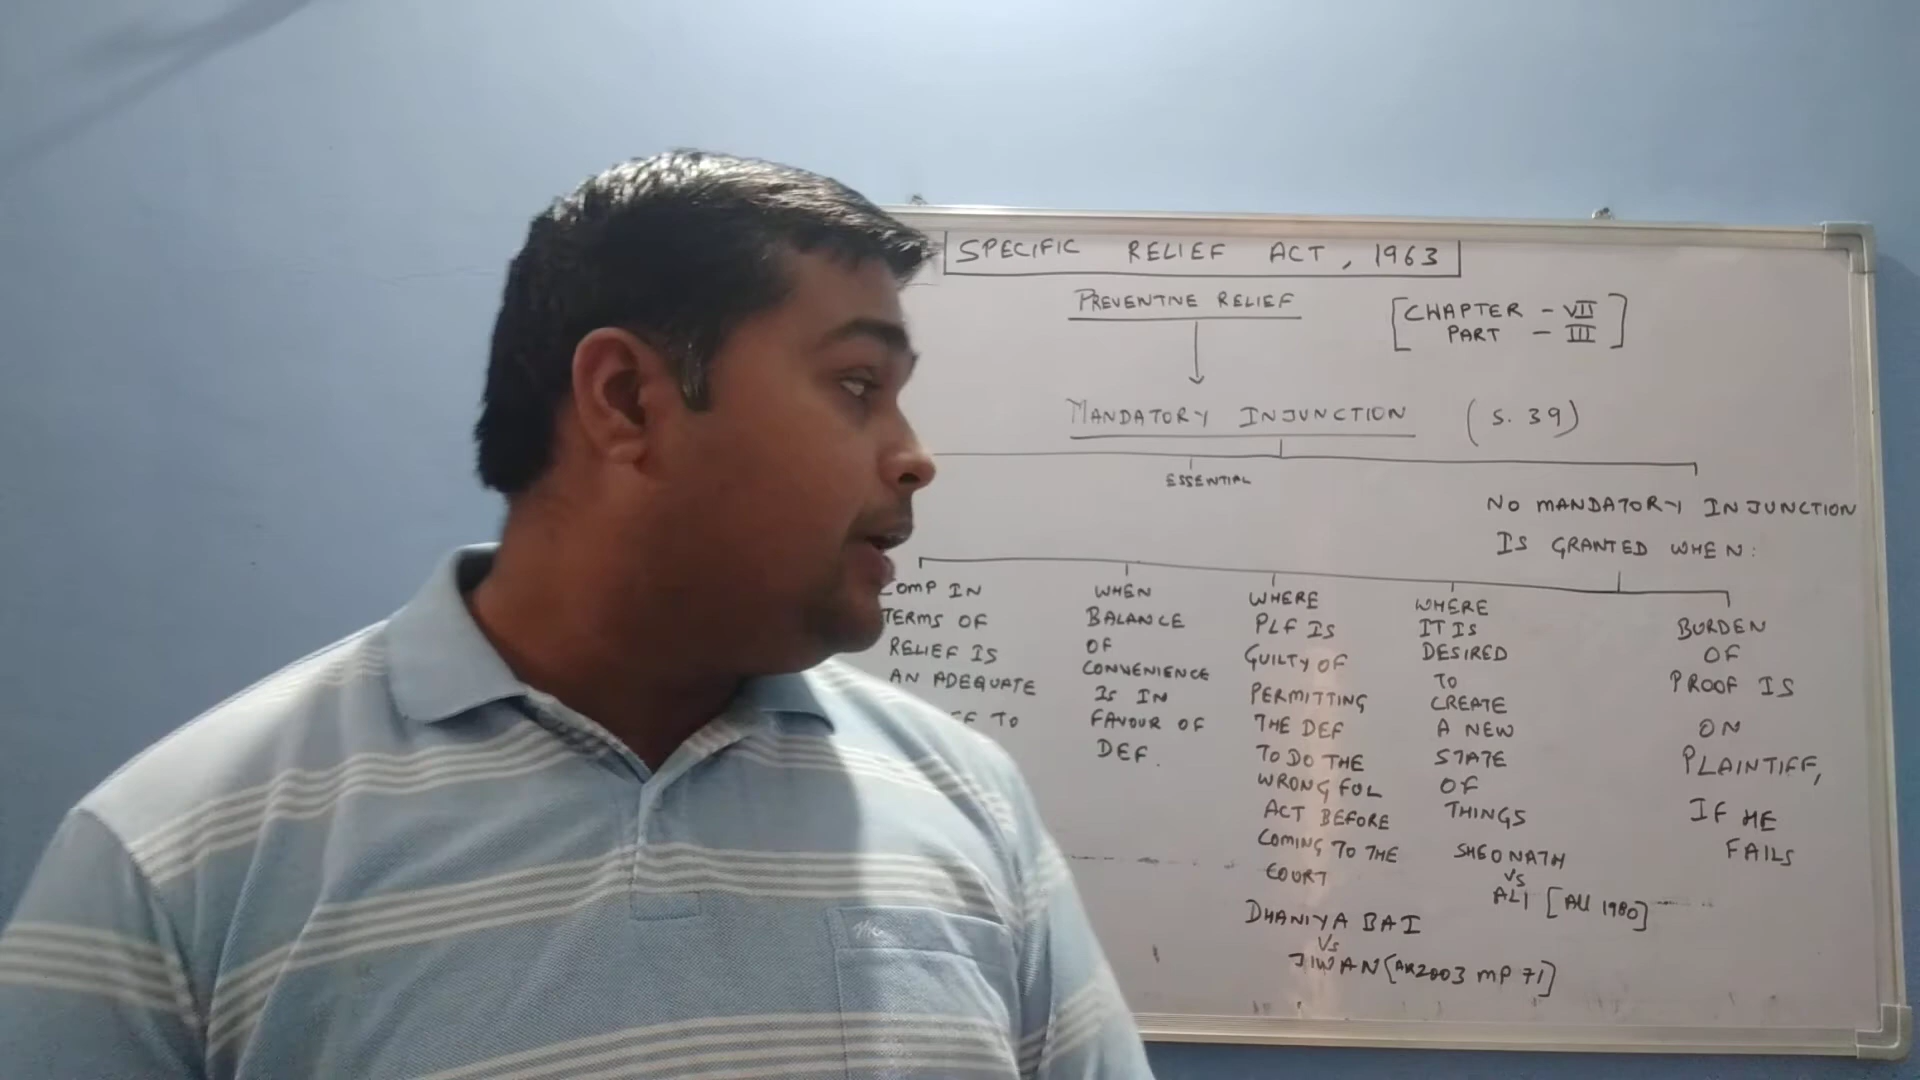 SPECIFIC RELIEF ACT, 1963
PREVENTIVE RELIEF
[CHAPTER - VII
PART - III]
MANDATORY INJUNCTION (S. 39)
ESSENTIAL
NO MANDATORY INJUNCTION
IS GRANTED WHEN:
COMP IN
TERMS OF
RELIEF IS
AN ADEQUATE
TO
WHEN
BALANCE
OF
CONVENIENCE
IS IN
FAVOUR OF
DEF.
WHERE
PLF IS
GUILTY OF
PERMITTING
THE DEF
TO DO THE
WRONGFUL
ACT BEFORE
COMING TO THE
COURT
DHANIYA BAI
VS
JIWAN [AIR2003 MP 71]
WHERE
IT IS
DESIRED
TO
CREATE
A NEW
STATE
OF
THINGS
SHEONATH
VS
ALI [All 1980]
BURDEN
OF
PROOF IS
ON
PLAINTIFF,
IF HE
FAILS